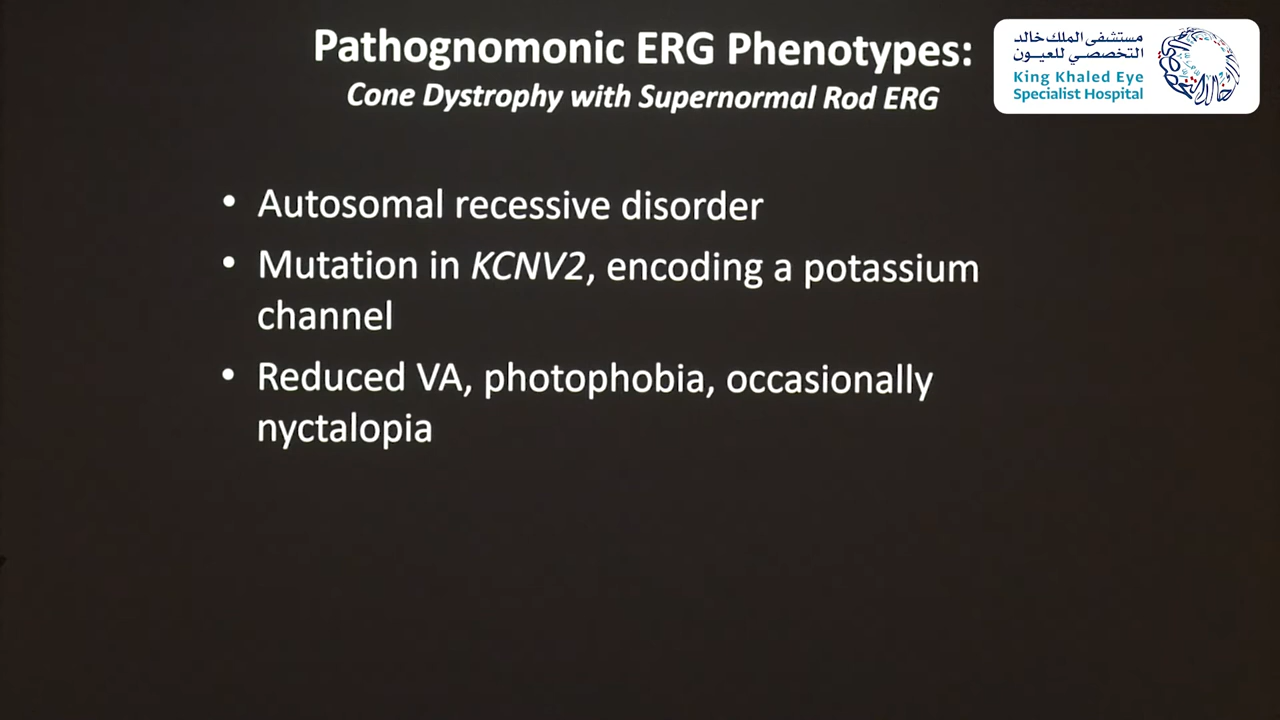 Pathognomonic ERG Phenotypes:
Cone Dystrophy with Supernormal Rod ERG
مستشفى الملك خالد
التخصصي للعيون
King Khaled Eye
Specialist Hospital
• Autosomal recessive disorder
• Mutation in KCNV2, encoding a potassium
channel
• Reduced VA, photophobia, occasionally
nyctalopia